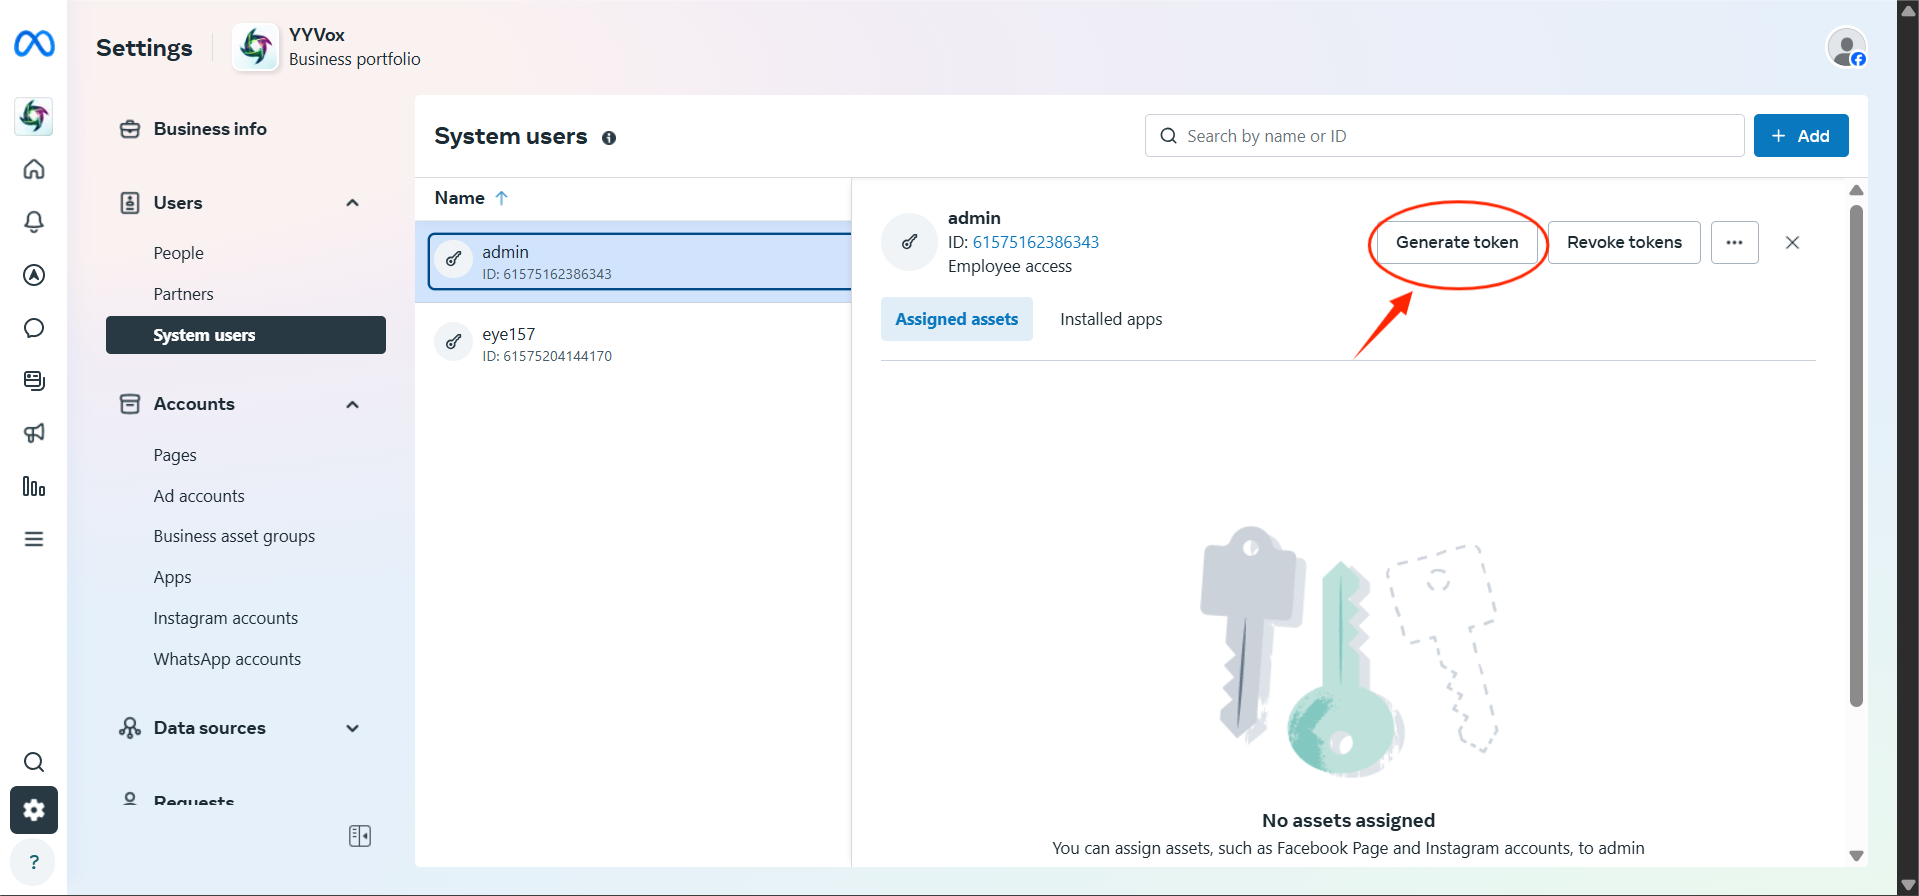 Settings
YYVox
Business portfolio
Business info
Users
People
Partners
System users
Accounts
Pages
Ad accounts
Business asset groups
Apps
Instagram accounts
WhatsApp accounts
Data sources
Requests
?
System users
Search by name or ID
+ Add
Name ↑
admin
ID: 61575162386343
eye157
ID: 61575204144170
admin
ID: 61575162386343
Employee access
Generate token
Revoke tokens
Assigned assets
Installed apps
No assets assigned
You can assign assets, such as Facebook Page and Instagram accounts, to admin